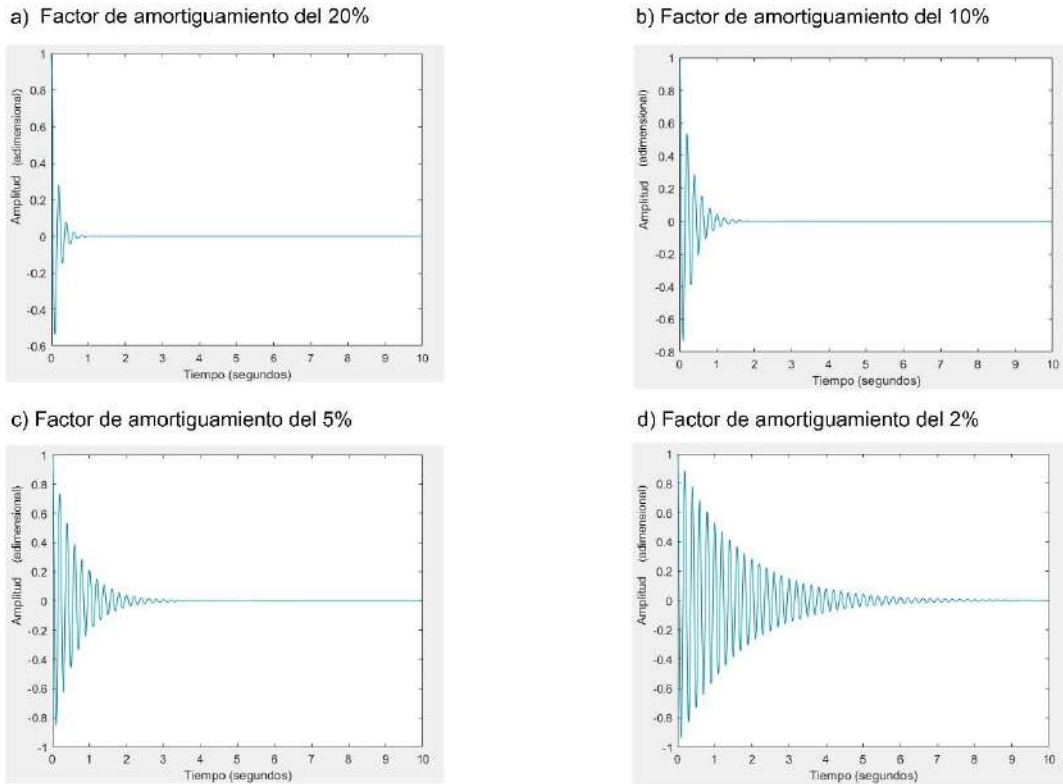 a) Factor de amortiguamiento del 20%
b) Factor de amortiguamiento del 10%
Amplitud (adimensional)
1
0.8
0.6
0.4
0.2
0
-0.2
-0.4
-0.6
0 1 2 3 4 5 6 7 8 9 10
Tiempo (segundos)
Amplitud (adimensional)
1
0.8
0.6
0.4
0.2
0
-0.2
-0.4
-0.6
-0.8
0 1 2 3 4 5 6 7 8 9 10
Tiempo (segundos)
c) Factor de amortiguamiento del 5%
d) Factor de amortiguamiento del 2%
Amplitud (adimensional)
1
0.8
0.6
0.4
0.2
0
-0.2
-0.4
-0.6
-0.8
-1
0 1 2 3 4 5 6 7 8 9 10
Tiempo (segundos)
Amplitud (adimensional)
1
0.8
0.6
0.4
0.2
0
-0.2
-0.4
-0.6
-0.8
-1
0 1 2 3 4 5 6 7 8 9 10
Tiempo (segundos)